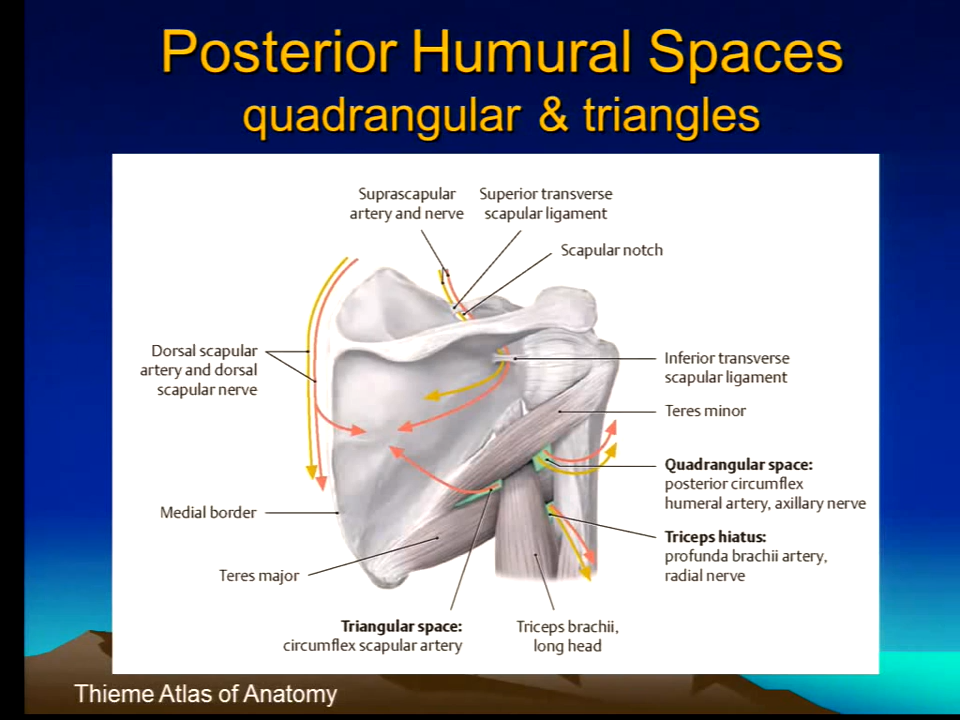 Posterior Humural Spaces
quadrangular & triangles
Suprascapular
artery and nerve
Superior transverse
scapular ligament
Scapular notch
Dorsal scapular
artery and dorsal
scapular nerve
Inferior transverse
scapular ligament
Teres minor
Quadrangular space:
posterior circumflex
humeral artery, axillary nerve
Medial border
Triceps hiatus:
profunda brachii artery,
radial nerve
Teres major
Triangular space:
circumflex scapular artery
Triceps brachii,
long head
Thieme Atlas of Anatomy